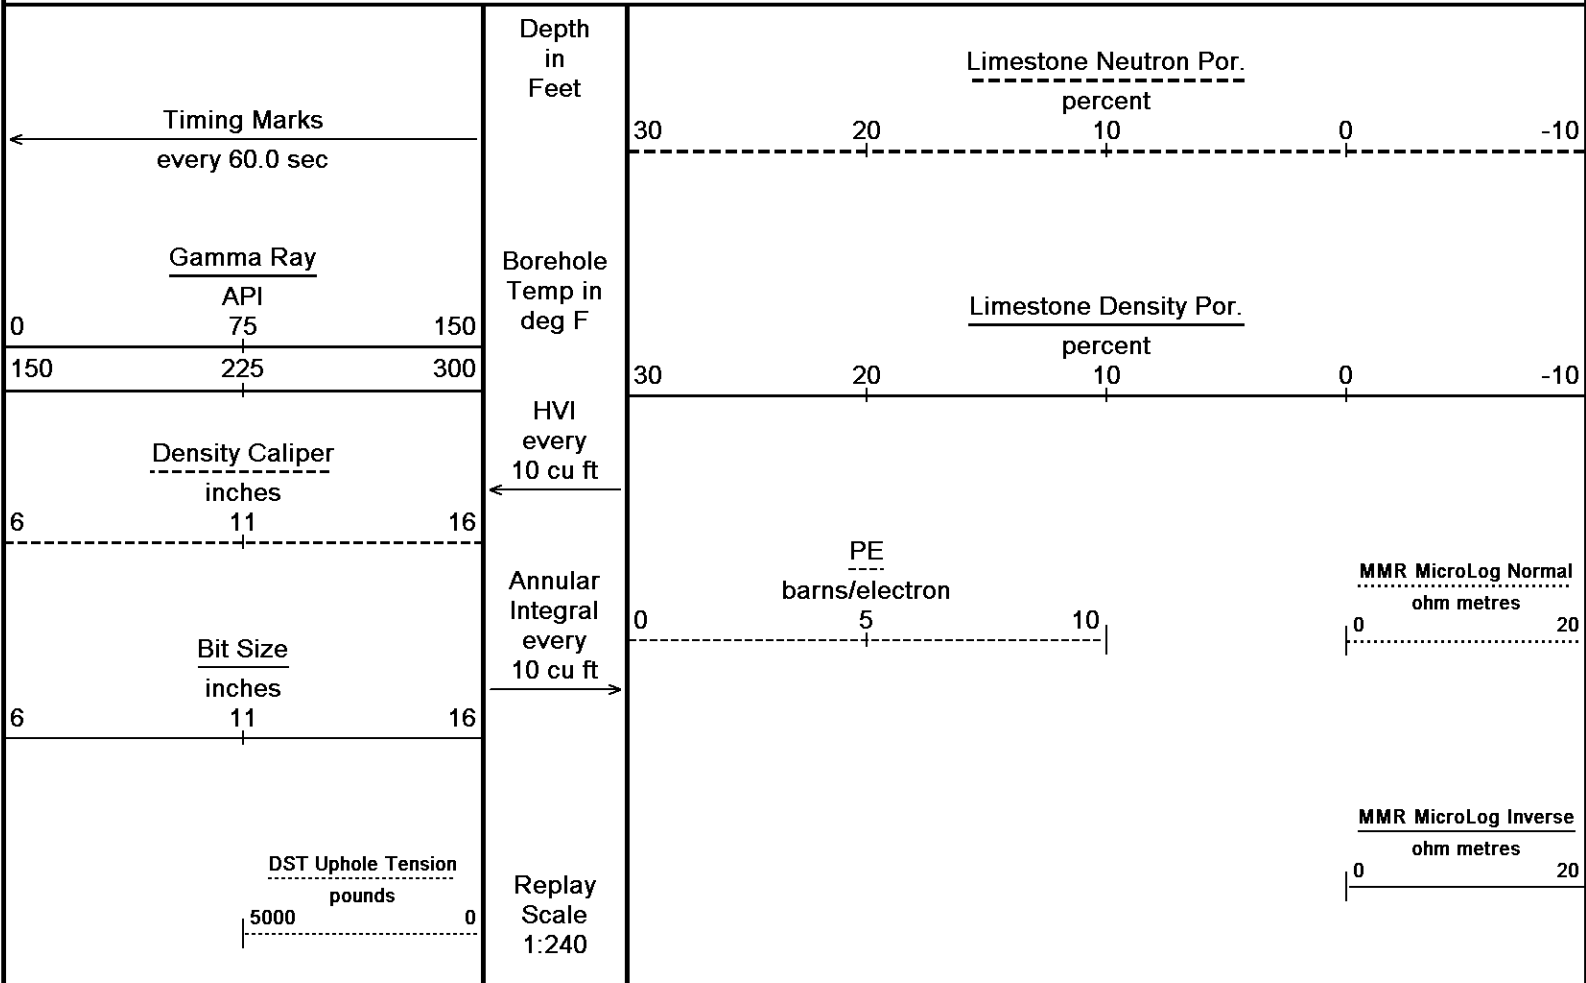 Timing Marks
every 60.0 sec
Gamma Ray
API
0 75 150
150 225 300
Density Caliper
inches
6 11 16
Bit Size
inches
6 11 16
DST Uphole Tension
pounds
5000 0
Depth
in
Feet
Borehole
Temp in
deg F
HVI
every
10 cu ft
Annular
Integral
every
10 cu ft
Replay
Scale
1:240
Limestone Neutron Por.
percent
30 20 10 0 -10
Limestone Density Por.
percent
30 20 10 0 -10
PE
barns/electron
0 5 10
MMR MicroLog Normal
ohm metres
0 20
MMR MicroLog Inverse
ohm metres
0 20